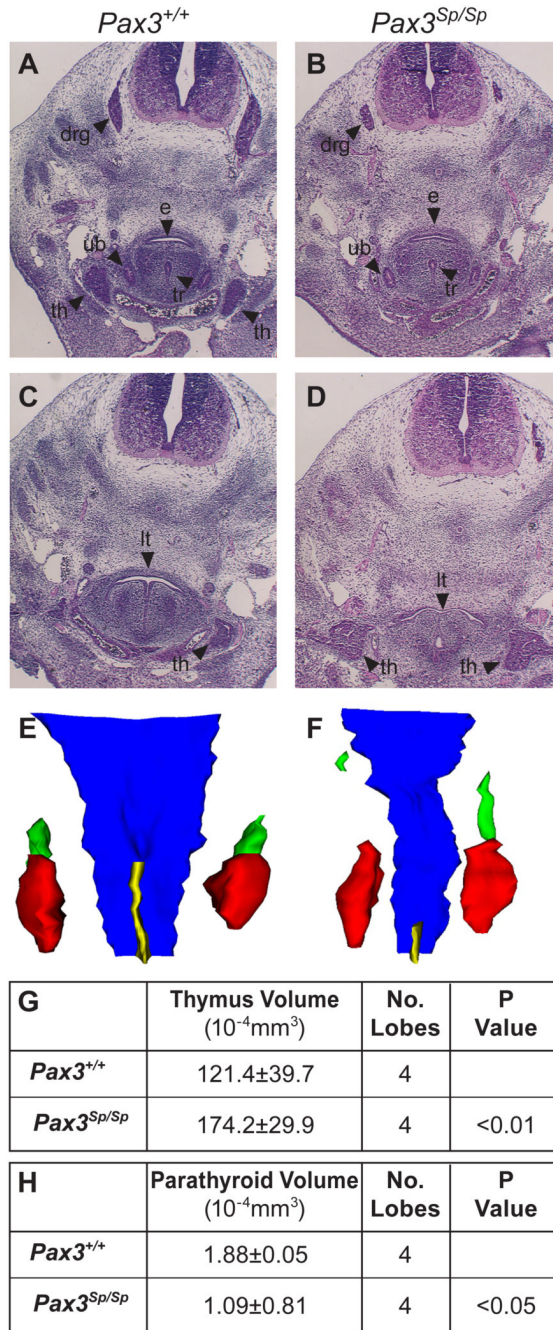 Pax3+/+ Pax3Sp/Sp
A B
drg drg
e e
ub ub
tr tr
th th
C D
lt lt
th th th
E F
G Thymus Volume (10-4mm3) No. Lobes P Value
Pax3+/+ 121.4±39.7 4
Pax3Sp/Sp 174.2±29.9 4 <0.01
H Parathyroid Volume (10-4mm3) No. Lobes P Value
Pax3+/+ 1.88±0.05 4
Pax3Sp/Sp 1.09±0.81 4 <0.05